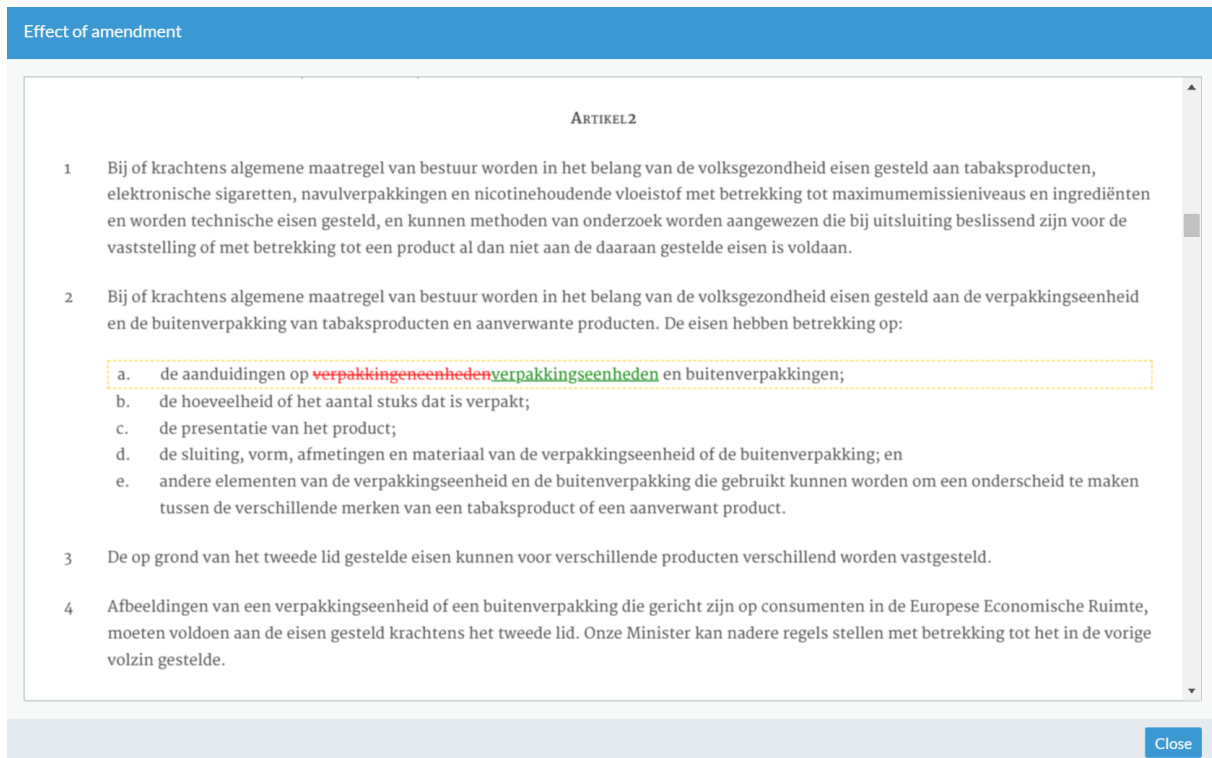 Effect of amendment
Artikel2
1 Bij of krachtens algemene maatregel van bestuur worden in het belang van de volksgezondheid eisen gesteld aan tabaksproducten,
elektronische sigaretten, navulverpakkingen en nicotinehoudende vloeistof met betrekking tot maximumemissieniveaus en ingrediënten
en worden technische eisen gesteld, en kunnen methoden van onderzoek worden aangewezen die bij uitsluiting beslissend zijn voor de
vaststelling of met betrekking tot een product al dan niet aan de daaraan gestelde eisen is voldaan.
2 Bij of krachtens algemene maatregel van bestuur worden in het belang van de volksgezondheid eisen gesteld aan de verpakkingseenheid
en de buitenverpakking van tabaksproducten en aanverwante producten. De eisen hebben betrekking op:
a. de aanduidingen op verpakkingeneenhedenverpakkingseenheden en buitenverpakkingen;
b. de hoeveelheid of het aantal stuks dat is verpakt;
c. de presentatie van het product;
d. de sluiting, vorm, afmetingen en materiaal van de verpakkingseenheid of de buitenverpakking; en
e. andere elementen van de verpakkingseenheid en de buitenverpakking die gebruikt kunnen worden om een onderscheid te maken
tussen de verschillende merken van een tabaksproduct of een aanverwant product.
3 De op grond van het tweede lid gestelde eisen kunnen voor verschillende producten verschillend worden vastgesteld.
4 Afbeeldingen van een verpakkingseenheid of een buitenverpakking die gericht zijn op consumenten in de Europese Economische Ruimte,
moeten voldoen aan de eisen gesteld krachtens het tweede lid. Onze Minister kan nadere regels stellen met betrekking tot het in de vorige
volzin gestelde.
Close